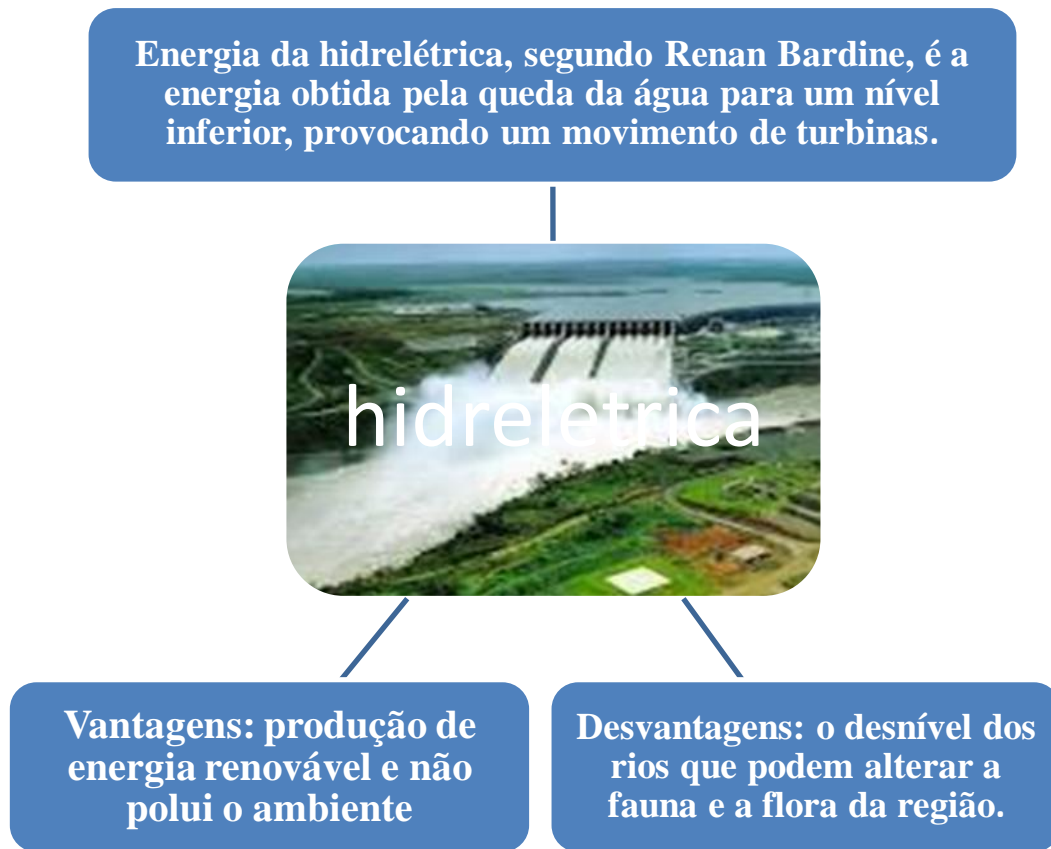 Energia da hidrelétrica, segundo Renan Bardine, é a
energia obtida pela queda da água para um nível
inferior, provocando um movimento de turbinas.
hidreletrica
Vantagens: produção de
energia renovável e não
polui o ambiente
Desvantagens: o desnível dos
rios que podem alterar a
fauna e a flora da região.